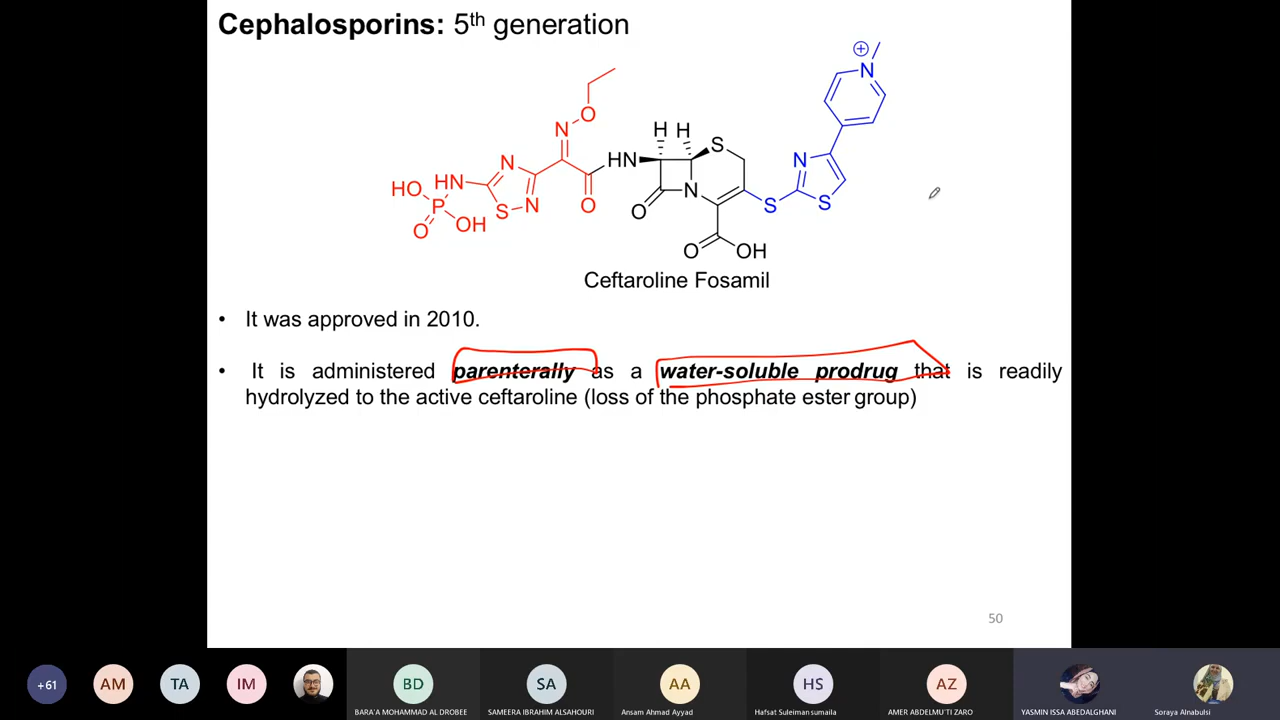 Cephalosporins: 5th generation
N
O
N
⊕
H H
S
HN
N
HN
HO
N
N
S
P
O
OH
O
N
O
S
N
S
O
OH
Ceftaroline Fosamil
• It was approved in 2010.
• It is administered parenterally as a water-soluble prodrug that is readily
hydrolyzed to the active ceftaroline (loss of the phosphate ester group)
50
+61
AM
TA
IM
BD
SA
AA
HS
AZ
BARA'A MOHAMMAD AL DROBEE
SAMEERA IBRAHIM ALSAHOURI
Ansam Ahmad Ayyad
Hafsat Suleimansumaila
AMER ABDELMU'TI ZARO
YASMIN ISSA ABEDALGHANI
Soraya Alnabulsi